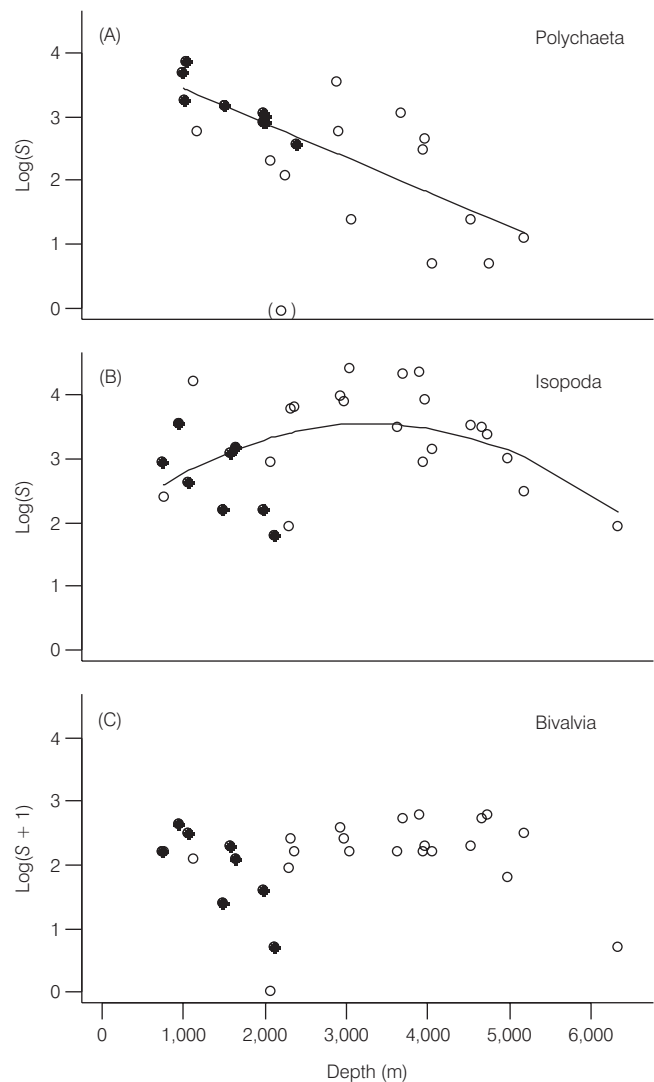 (A) Polychaeta
4
3
2
1
0
Log(S)
( )
(B) Isopoda
4
3
2
1
0
Log(S)
(C) Bivalvia
4
3
2
1
0
Log(S + 1)
0 1,000 2,000 3,000 4,000 5,000 6,000
Depth (m)